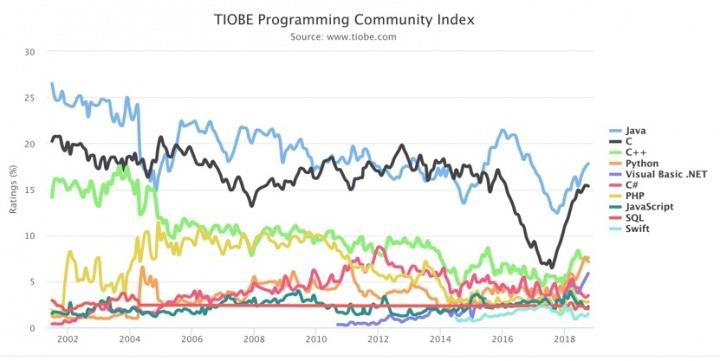 TIOBE Programming Community Index
Source: www.tiobe.com
30
25
20
15
10
5
0
Ratings (%)
2002
2004
2006
2008
2010
2012
2014
2016
2018
Java
C
C++
Python
Visual Basic .NET
C#
PHP
JavaScript
SQL
Swift